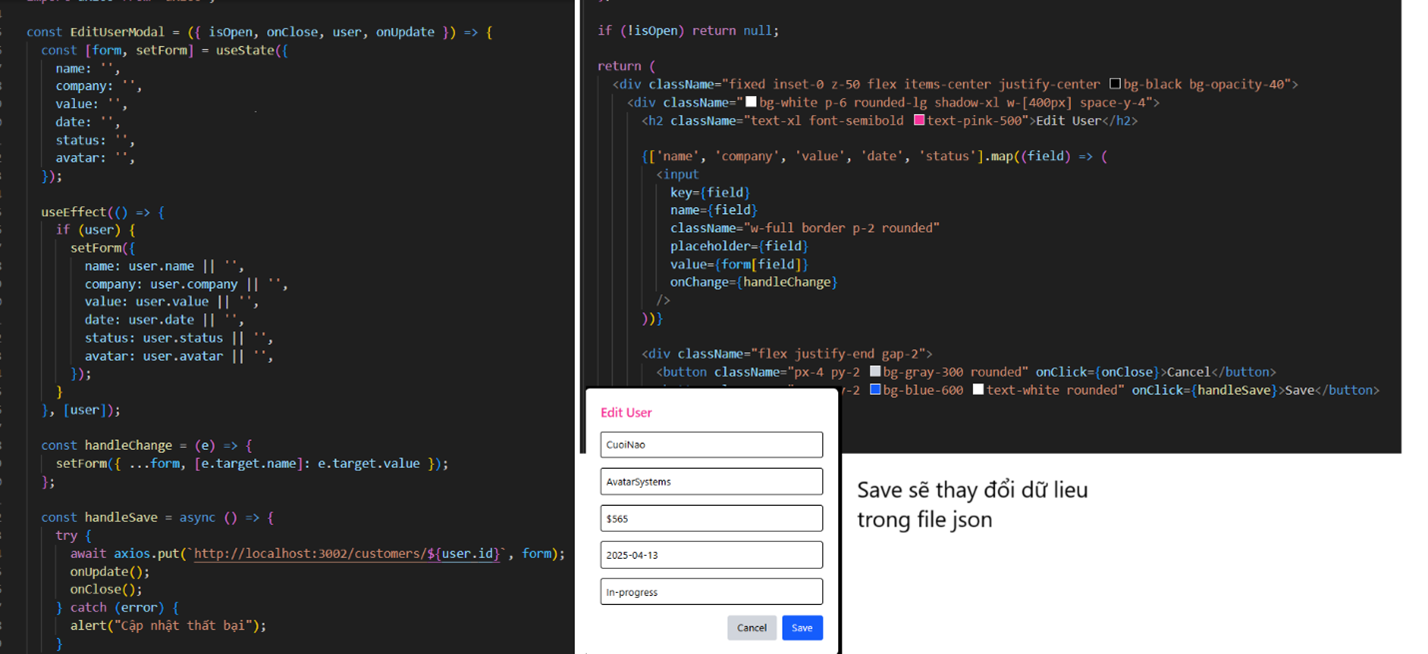 const EditUserModal = ({ isOpen, onClose, user, onUpdate }) => {
const [form, setForm] = useState({
name: '',
company: '',
value: '',
date: '',
status: '',
avatar: '',
});
useEffect(() => {
if (user) {
setForm({
name: user.name || '',
company: user.company || '',
value: user.value || '',
date: user.date || '',
status: user.status || '',
avatar: user.avatar || '',
});
}
}, [user]);
const handleChange = (e) => {
setForm({ ...form, [e.target.name]: e.target.value });
};
const handleSave = async () => {
try {
await axios.put(`http://localhost:3002/customers/${user.id}`, form);
onUpdate();
onClose();
} catch (error) {
alert("Cập nhật thất bại");
}
if (!isOpen) return null;
return (
<div className="fixed inset-0 z-50 flex items-center justify-center bg-black bg-opacity-40">
<div className="bg-white p-6 rounded-lg shadow-xl w-[400px] space-y-4">
<h2 className="text-xl font-semibold text-pink-500">Edit User</h2>
{['name', 'company', 'value', 'date', 'status'].map((field) => (
<input
key={field}
name={field}
className="w-full border p-2 rounded"
placeholder={field}
value={form[field]}
onChange={handleChange}
/>
))}
<div className="flex justify-end gap-2">
<button className="px-4 py-2 bg-gray-300 rounded" onClick={onClose}>Cancel</button>
bg-blue-600 text-white rounded" onClick={handleSave}>Save</button>
Edit User
CuoiNao
AvatarSystems
$565
2025-04-13
In-progress
Cancel Save
Save sẽ thay đổi dữ lieu
trong file json